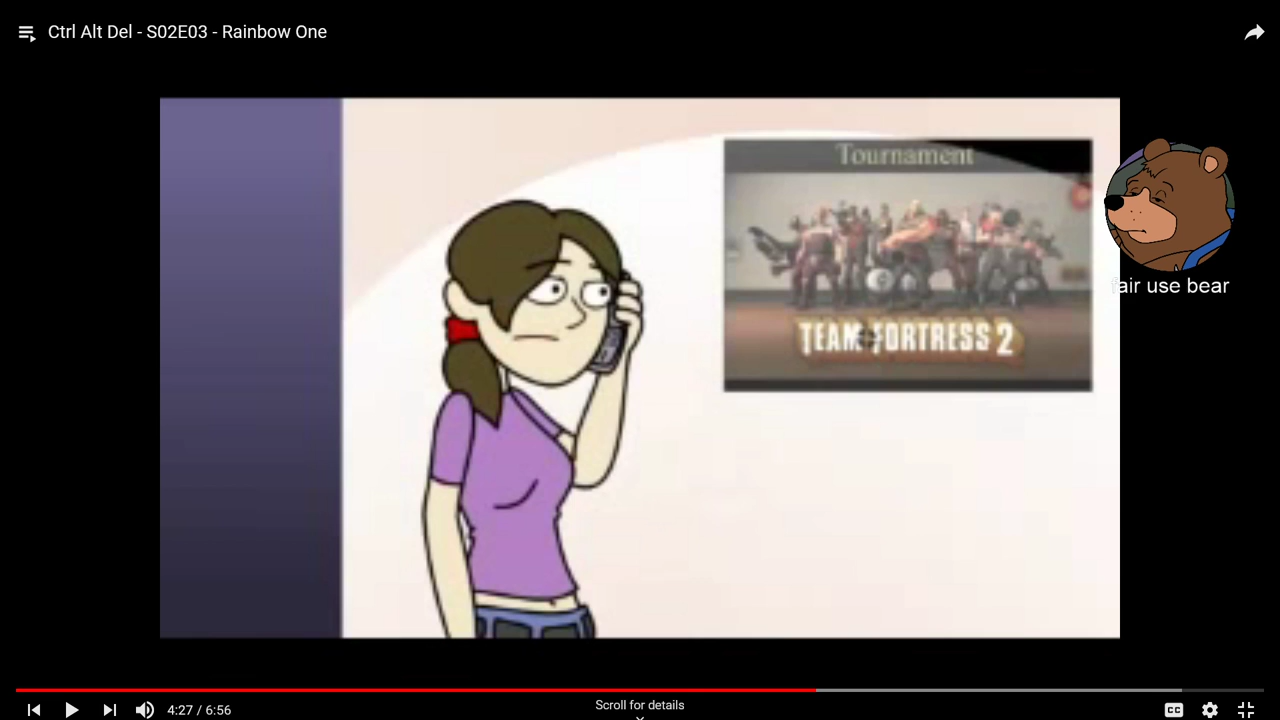 Ctrl Alt Del - S02E03 - Rainbow One
Tournament
TEAM FORTRESS 2
fair use bear
4:27 / 6:56
Scroll for details
CC